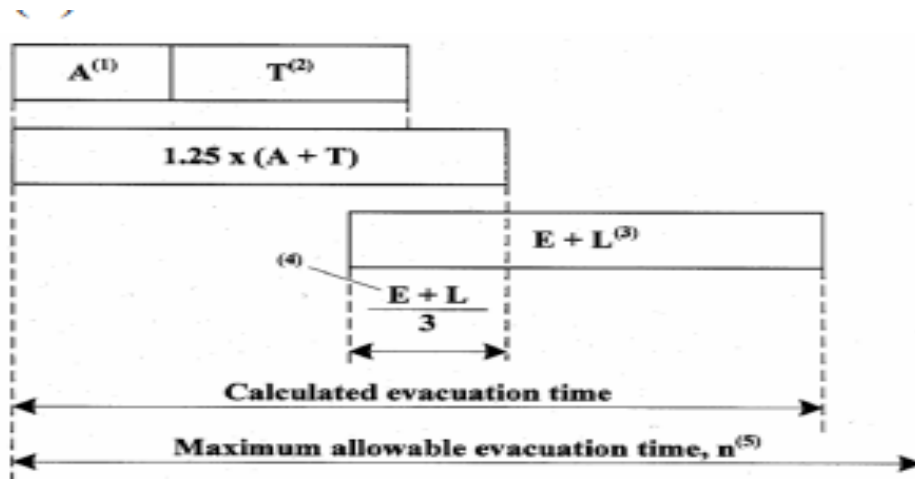 A(1) T(2)
1.25 x (A + T)
E + L(3)
(4)
E + L
3
Calculated evacuation time
Maximum allowable evacuation time, n(5)